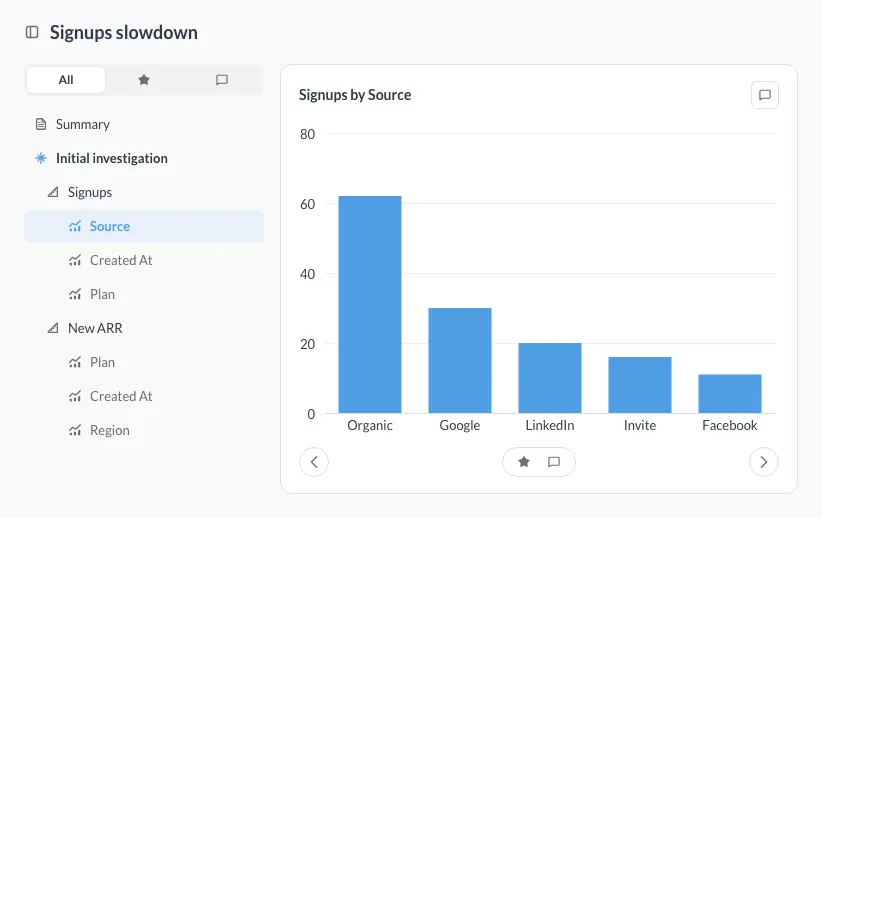 Signups slowdown
All
Summary
Initial investigation
Signups
Source
Created At
Plan
New ARR
Plan
Created At
Region
Signups by Source
80
60
40
20
0
Organic Google LinkedIn Invite Facebook